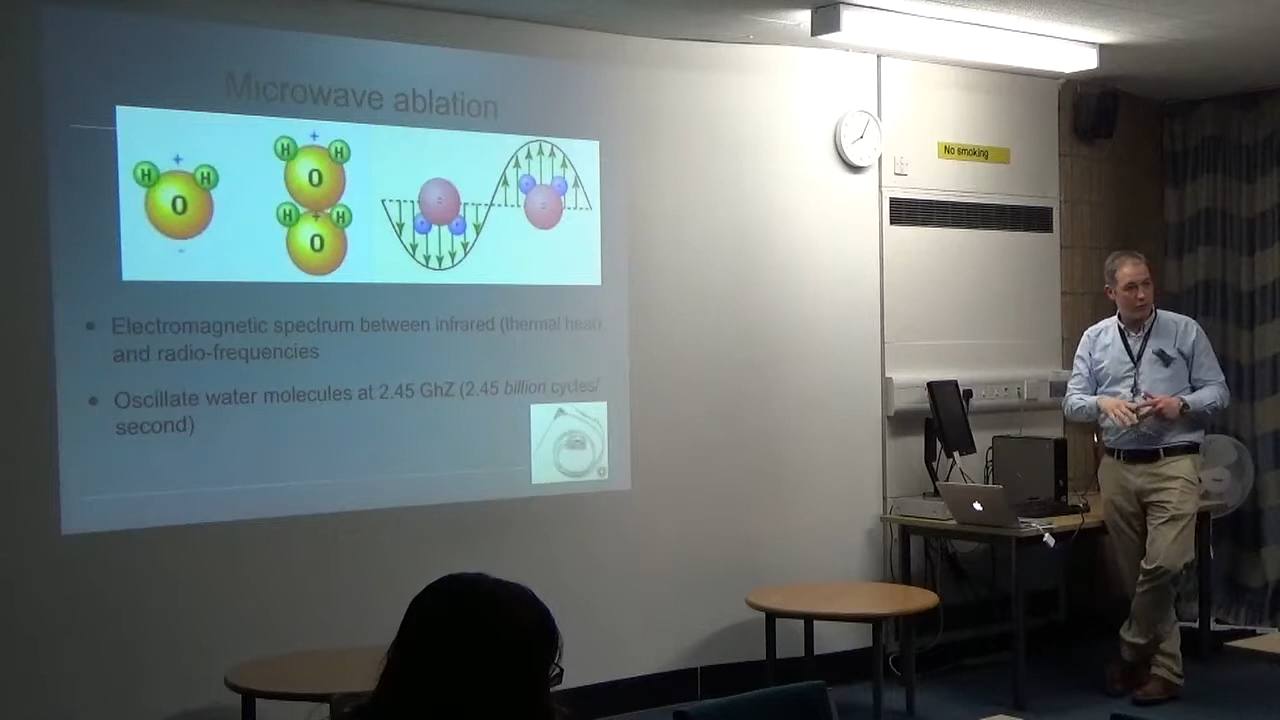 Microwave ablation
+
+
H H
H H
O
O
+
H H
O
-
Electromagnetic spectrum between infrared (thermal heat)
and radio-frequencies
Oscillate water molecules at 2.45 GhZ (2.45 billion cycles/
second)
No smoking